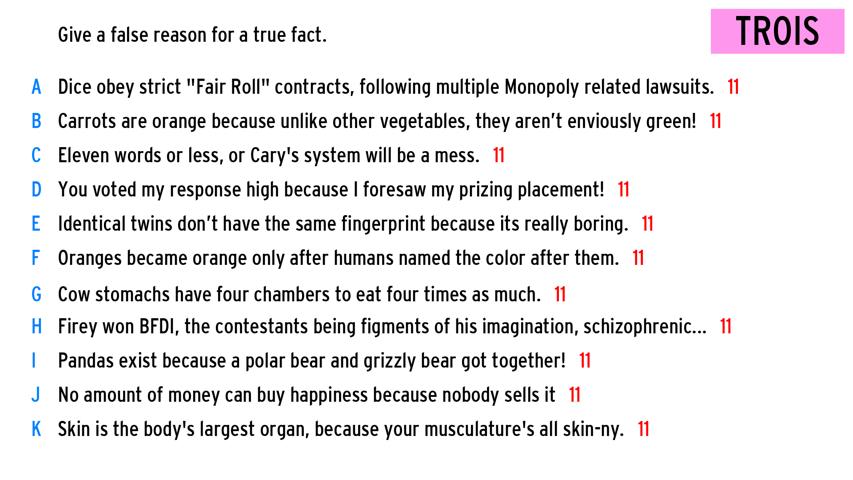 Give a false reason for a true fact.
TROIS
A Dice obey strict "Fair Roll" contracts, following multiple Monopoly related lawsuits. 11
B Carrots are orange because unlike other vegetables, they aren’t enviously green! 11
C Eleven words or less, or Cary's system will be a mess. 11
D You voted my response high because I foresaw my prizing placement! 11
E Identical twins don’t have the same fingerprint because its really boring. 11
F Oranges became orange only after humans named the color after them. 11
G Cow stomachs have four chambers to eat four times as much. 11
H Firey won BFDI, the contestants being figments of his imagination, schizophrenic... 11
I Pandas exist because a polar bear and grizzly bear got together! 11
J No amount of money can buy happiness because nobody sells it 11
K Skin is the body's largest organ, because your musculature's all skin-ny. 11